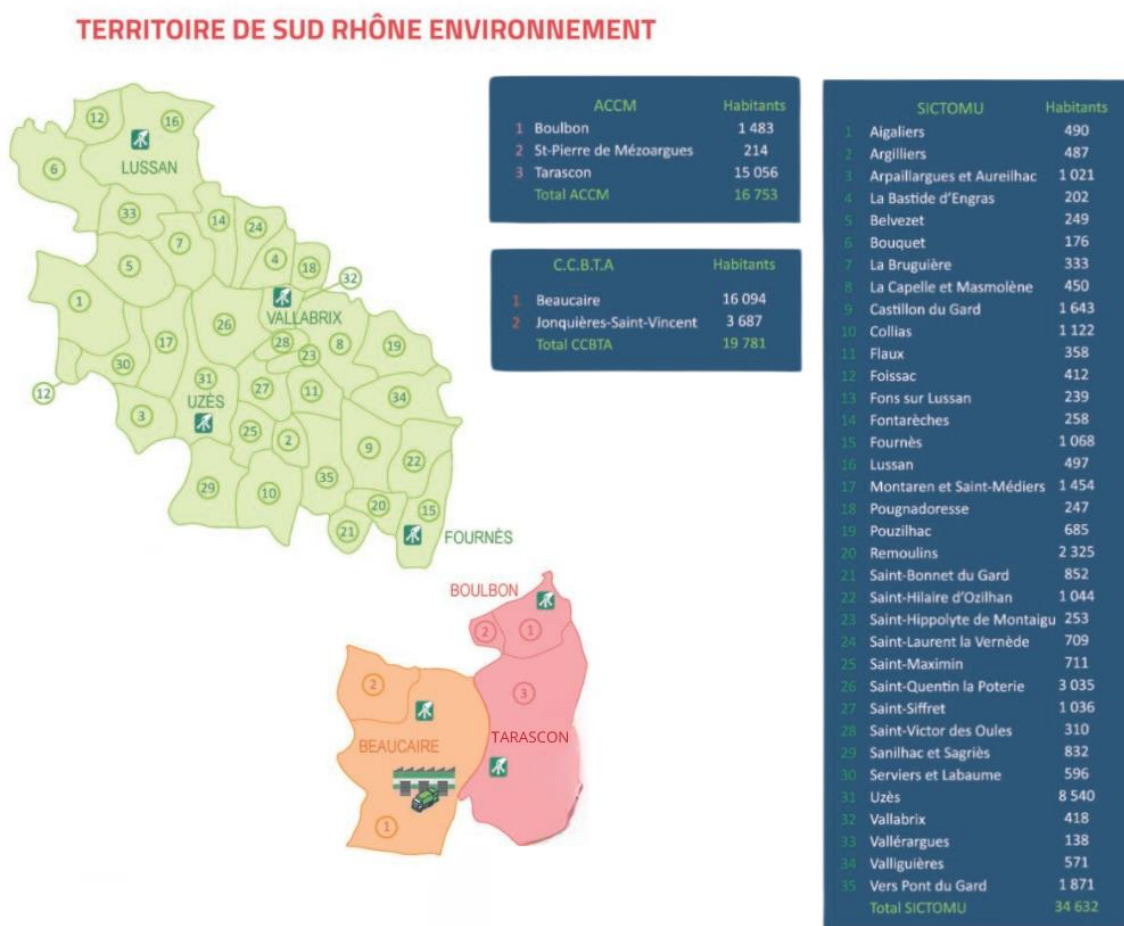 TERRITOIRE DE SUD RHÔNE ENVIRONNEMENT
ACCM Habitants
1 Boulbon 1 483
2 St-Pierre de Mézoargues 214
3 Tarascon 15 056
Total ACCM 16 753
C.C.B.T.A Habitants
1 Beaucaire 16 094
2 Jonquières-Saint-Vincent 3 687
Total CCBTA 19 781
SICTOMU Habitants
1 Aigaliers 490
2 Argilliers 487
3 Arpaillargues et Aureilhac 1 021
4 La Bastide d'Engras 202
5 Belvezet 249
6 Bouquet 176
7 La Bruguière 333
8 La Capelle et Masmolène 450
9 Castillon du Gard 1 643
10 Collias 1 122
11 Flaux 358
12 Foissac 412
13 Fons sur Lussan 239
14 Fontarèches 258
15 Fournès 1 068
16 Lussan 497
17 Montaren et Saint-Médiers 1 454
18 Pougnadoresse 247
19 Pouzilhac 685
20 Remoulins 2 325
21 Saint-Bonnet du Gard 852
22 Saint-Hilaire d'Ozilhan 1 044
23 Saint-Hippolyte de Montaigu 253
24 Saint-Laurent la Vernède 709
25 Saint-Maximin 711
26 Saint-Quentin la Poterie 3 035
27 Saint-Siffret 1 036
28 Saint-Victor des Oules 310
29 Sanilhac et Sagriès 832
30 Serviers et Labaume 596
31 Uzès 8 540
32 Vallabrix 418
33 Vallérargues 138
34 Valliguières 571
35 Vers Pont du Gard 1 871
Total SICTOMU 34 632
12
16
LUSSAN
6
33
14
24
7
5
4
18
32
1
VALLABRIX
26
17
28
8
19
23
30
31
27
11
12
UZÈS
34
3
25
2
9
22
35
29
10
20
15
21
FOURNÈS
BOULBON
2
1
2
3
BEAUCAIRE
TARASCON
1